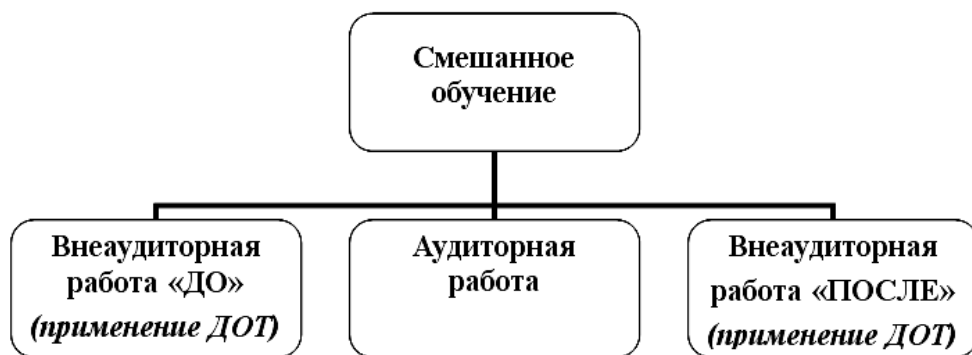 Смешанное
обучение
Внеаудиторная
работа «ДО»
(применение ДОТ)
Аудиторная
работа
Внеаудиторная
работа «ПОСЛЕ»
(применение ДОТ)